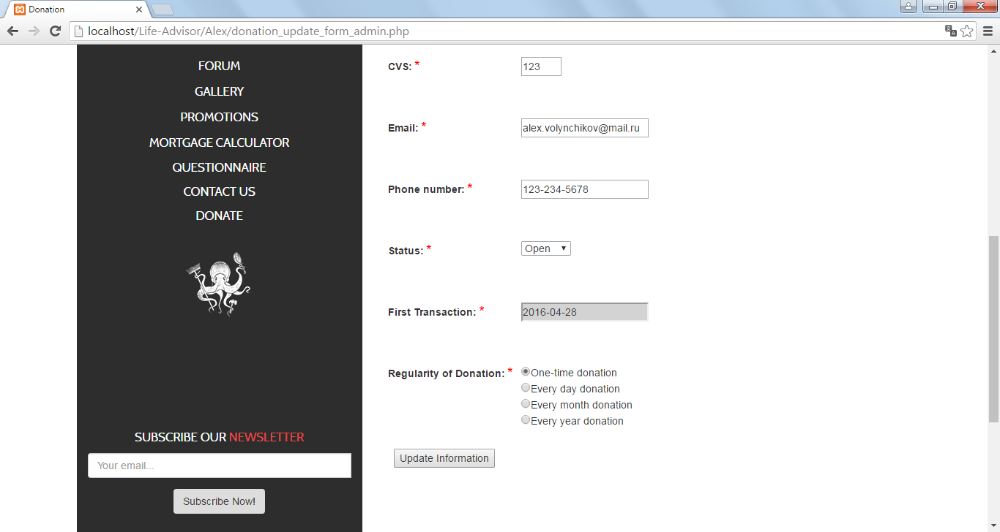 Donation
localhost/Life-Advisor/Alex/donation_update_form_admin.php
FORUM
GALLERY
PROMOTIONS
MORTGAGE CALCULATOR
QUESTIONNAIRE
CONTACT US
DONATE
SUBSCRIBE OUR NEWSLETTER
Your email...
Subscribe Now!
CVS: * 123
Email: * alex.volynchikov@mail.ru
Phone number: * 123-234-5678
Status: * Open
First Transaction: * 2016-04-28
Regularity of Donation: * One-time donation
Every day donation
Every month donation
Every year donation
Update Information